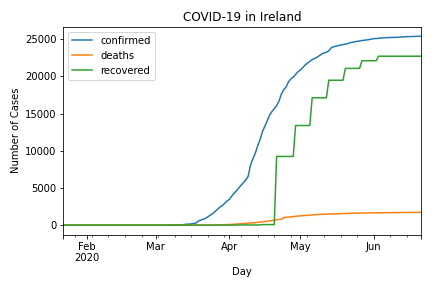 COVID-19 in Ireland
confirmed
deaths
recovered
Number of Cases
25000
20000
15000
10000
5000
0
Feb
2020
Mar
Apr
May
Jun
Day